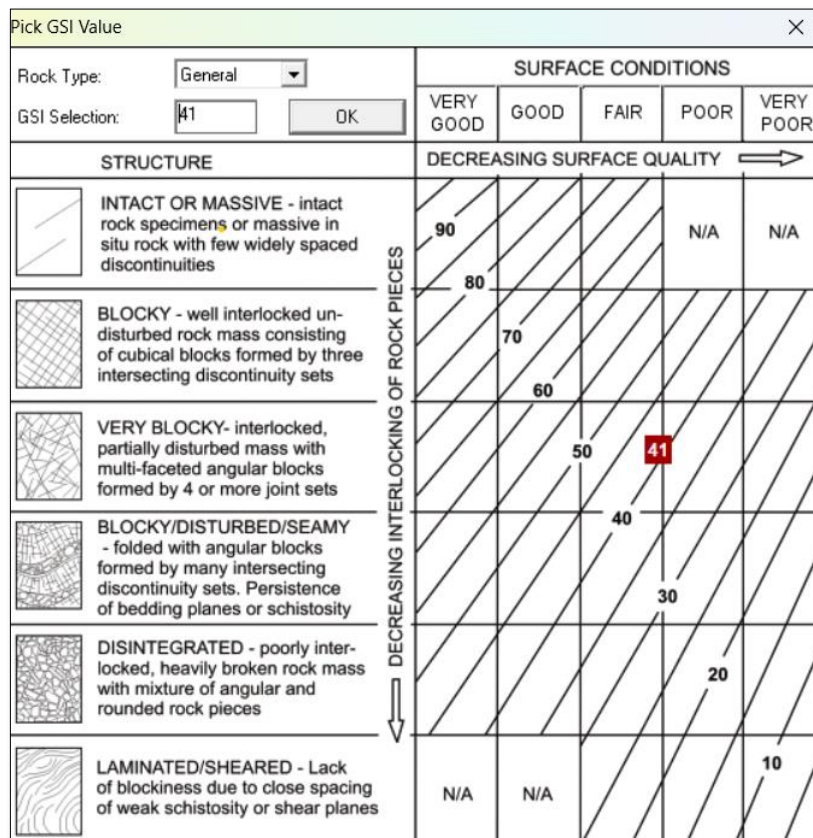 Pick GSI Value
Rock Type:
General
GSI Selection:
41
OK
SURFACE CONDITIONS
VERY GOOD
GOOD
FAIR
POOR
VERY POOR
STRUCTURE
DECREASING SURFACE QUALITY
DECREASING INTERLOCKING OF ROCK PIECES
INTACT OR MASSIVE - intact
rock specimens or massive in
situ rock with few widely spaced
discontinuities
90
80
N/A
N/A
BLOCKY - well interlocked un-
disturbed rock mass consisting
of cubical blocks formed by three
intersecting discontinuity sets
70
60
VERY BLOCKY- interlocked,
partially disturbed mass with
multi-faceted angular blocks
formed by 4 or more joint sets
50
41
BLOCKY/DISTURBED/SEAMY
- folded with angular blocks
formed by many intersecting
discontinuity sets. Persistence
of bedding planes or schistosity
40
30
DISINTEGRATED - poorly inter-
locked, heavily broken rock mass
with mixture of angular and
rounded rock pieces
20
LAMINATED/SHEARED - Lack
of blockiness due to close spacing
of weak schistosity or shear planes
N/A
N/A
10